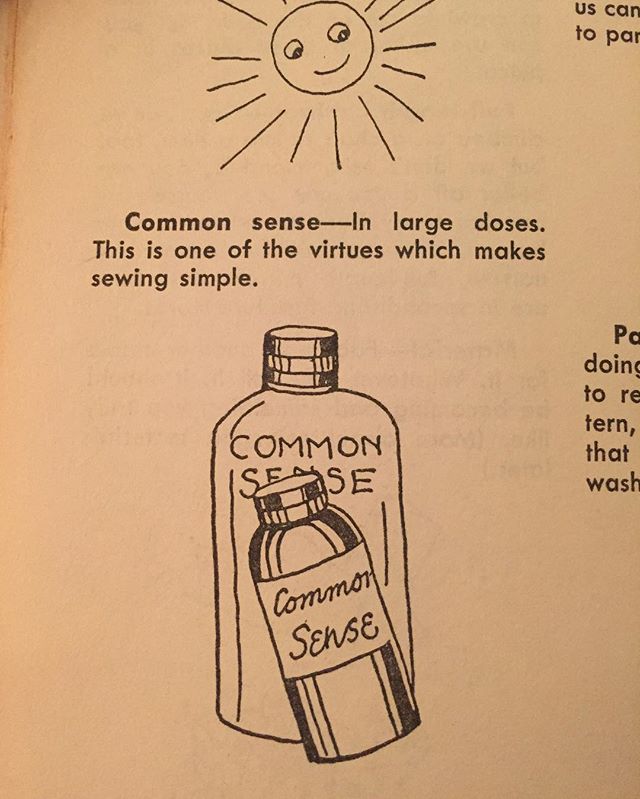 us can
to par
Common sense—In large doses.
This is one of the virtues which makes
sewing simple.
COMMON
SENSE
Common
SENSE
Pa
doing
to re
tern,
that
wash